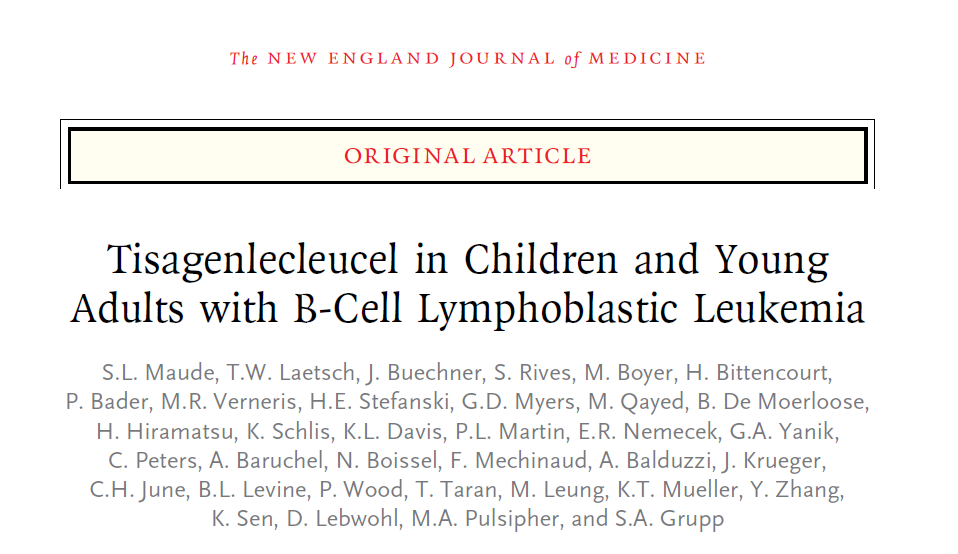 The NEW ENGLAND JOURNAL of MEDICINE
ORIGINAL ARTICLE
Tisagenlecleucel in Children and Young
Adults with B-Cell Lymphoblastic Leukemia
S.L. Maude, T.W. Laetsch, J. Buechner, S. Rives, M. Boyer, H. Bittencourt,
P. Bader, M.R. Verneris, H.E. Stefanski, G.D. Myers, M. Qayed, B. De Moerloose,
H. Hiramatsu, K. Schlis, K.L. Davis, P.L. Martin, E.R. Nemecek, G.A. Yanik,
C. Peters, A. Baruchel, N. Boissel, F. Mechinaud, A. Balduzzi, J. Krueger,
C.H. June, B.L. Levine, P. Wood, T. Taran, M. Leung, K.T. Mueller, Y. Zhang,
K. Sen, D. Lebwohl, M.A. Pulsipher, and S.A. Grupp